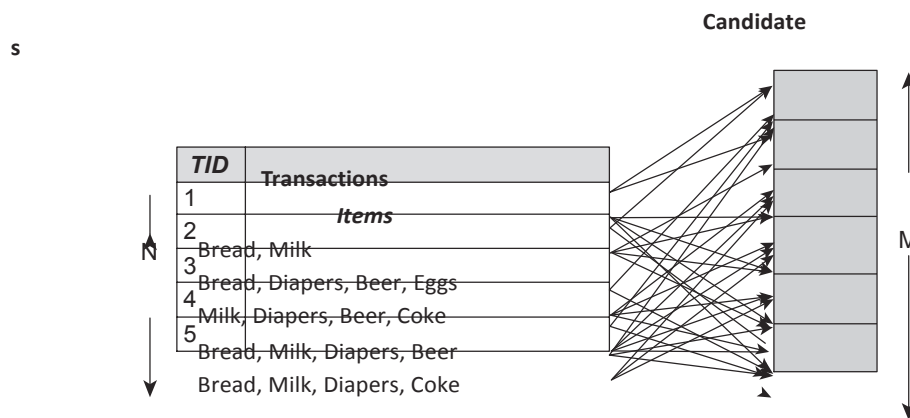 Candidate
s
TID
Transactions
Items
1
2
Bread, Milk
N
3
Bread, Diapers, Beer, Eggs
4
Milk, Diapers, Beer, Coke
5
Bread, Milk, Diapers, Beer
Bread, Milk, Diapers, Coke
M